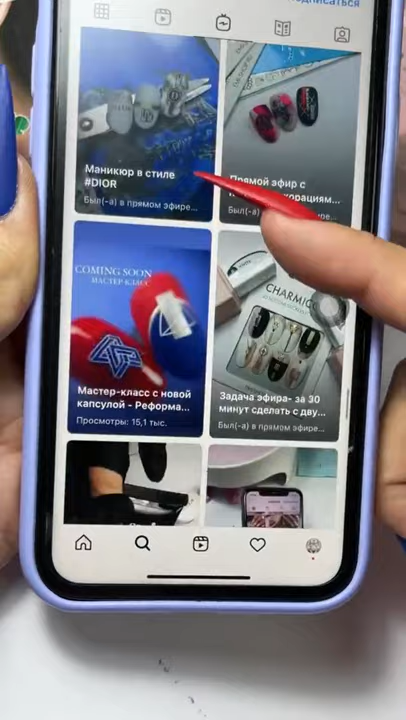 Маникюр в стиле
#DIOR
Был(-а) в прямом эфире...
Прямой эфир с
Был(-а) в прямом эфире...
COMING SOON
МАСТЕР-КЛАСС
Мастер-класс с новой
капсулой - Реформа...
Просмотры: 15,1 тыс.
CHARMICO
Задача эфира- за 30
минут сделать с дву...
Был(-а) в прямом эфире...